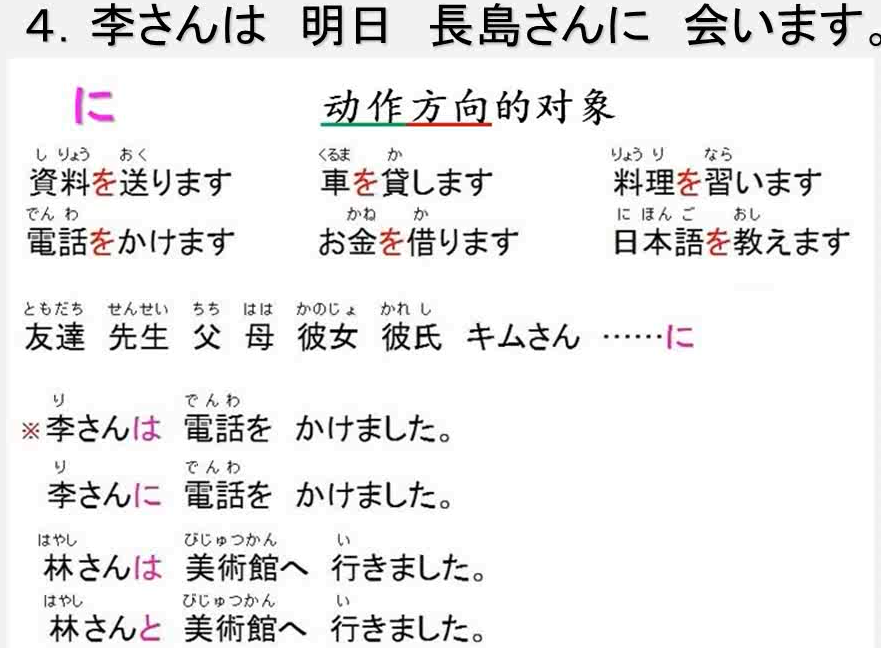 4. 李さんは 明日 長島さんに 会います。
に 动作方向的对象
しりょう おく くるま か りょうり なら
資料を送ります 車を貸します 料理を習います
でんわ かね か にほんご おし
電話をかけます お金を借ります 日本語を教えます
ともだち せんせい ちち はは かのじょ かれし
友達 先生 父 母 彼女 彼氏 キムさん ……に
り でんわ
※李さんは 電話を かけました。
り でんわ
李さんに 電話を かけました。
はやし びじゅつかん い
林さんは 美術館へ 行きました。
はやし びじゅつかん い
林さんと 美術館へ 行きました。